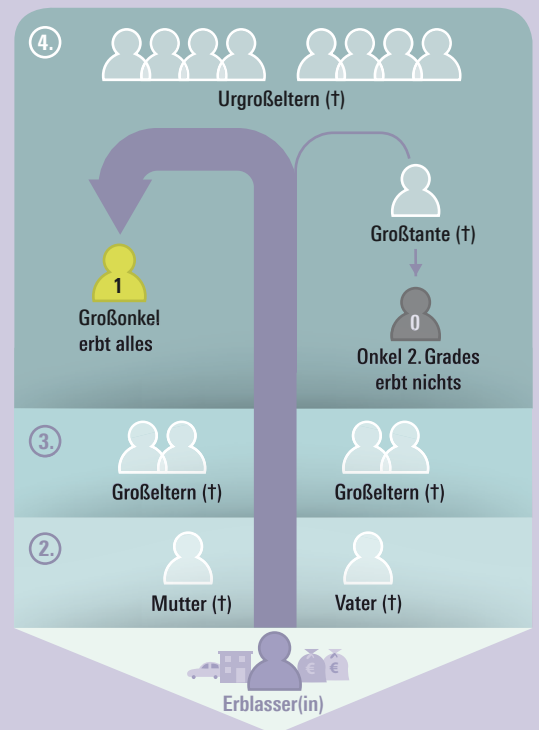 4.
Urgroßeltern (†)
Großtante (†)
1
Großonkel
erbt alles
0
Onkel 2. Grades
erbt nichts
3.
Großeltern (†)
Großeltern (†)
2.
Mutter (†)
Vater (†)
€ €
Erblasser(in)